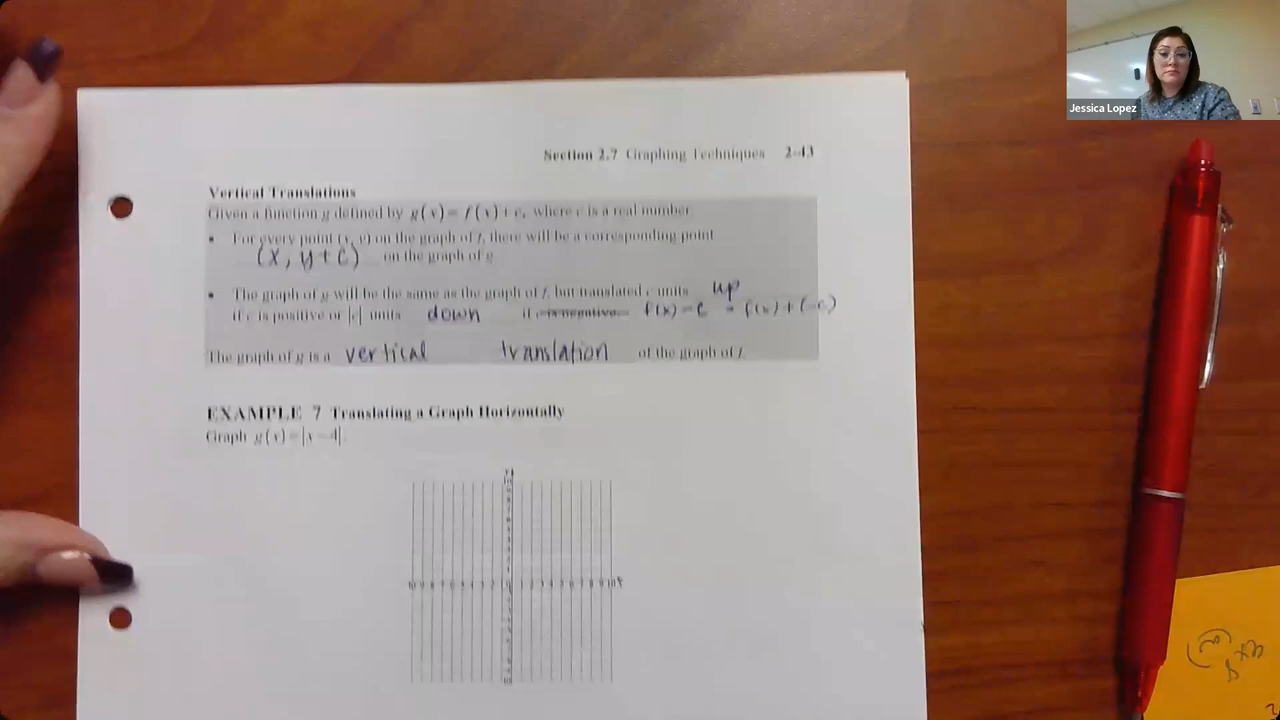 Jessica Lopez
Section 2.7 Graphing Techniques 2-43
Vertical Translations
Given a function g defined by g(x) = f(x) + c, where c is a real number
• For every point (x, y) on the graph of f, there will be a corresponding point
(x, y+c) on the graph of g
• The graph of g will be the same as the graph of f, but translated c units up
if c is positive or |c| units down if c is negative. f(x) - c = f(x) + (-c)
The graph of g is a vertical translation of the graph of f.
EXAMPLE 7 Translating a Graph Horizontally
Graph g(x) = |x - 4|.